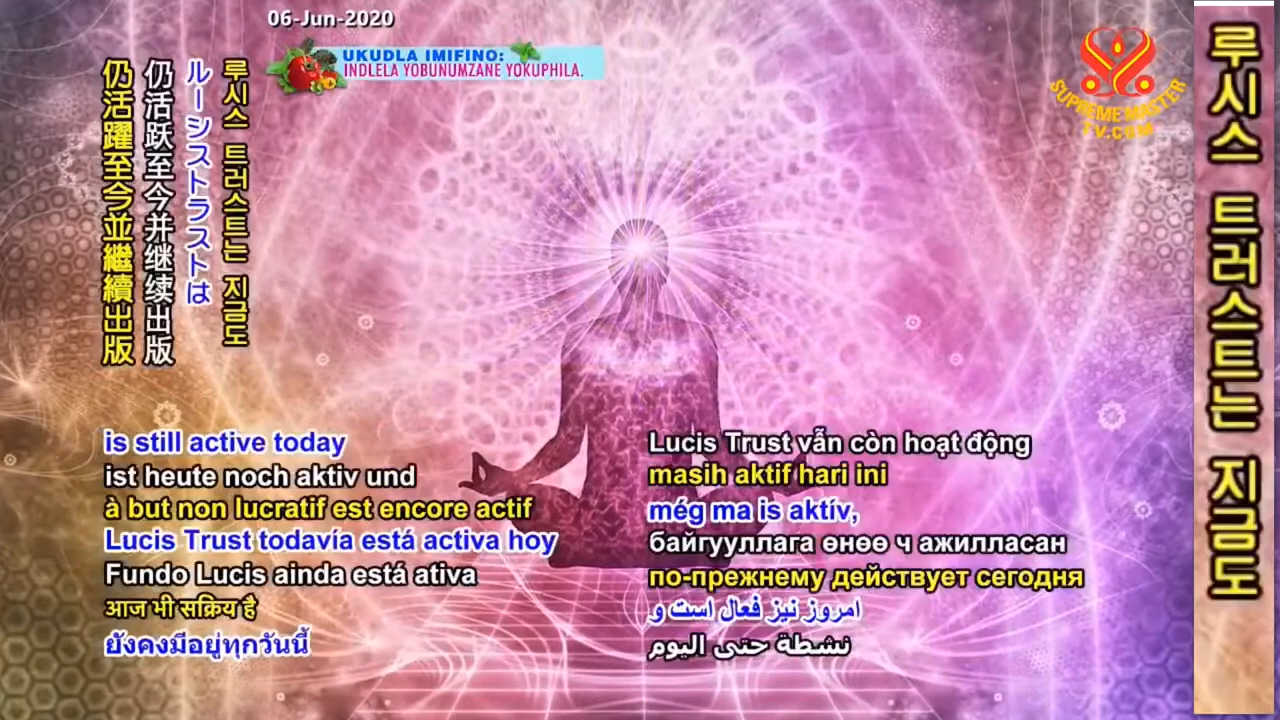 06-Jun-2020
UKUDLA IMIFINO:
INDLELA YOBUNUMZANE YOKUPHILA.
SUPREME MASTER
TV.COM
루시스 트러스트는 지금도
ルーシストラストは
仍活跃至今并继续出版
仍活躍至今並繼續出版
is still active today
ist heute noch aktiv und
à but non lucratif est encore actif
Lucis Trust todavía está activa hoy
Fundo Lucis ainda está ativa
आज भी सक्रिय है
ยังคงมีอยู่ทุกวันนี้
Lucis Trust vẫn còn hoạt động
masih aktif hari ini
még ma is aktív,
байгууллага өнөө ч ажилласан
по-прежнему действует сегодня
امروز نیز فعال است و
نشطة حتى اليوم
루시스 트러스트는 지금도